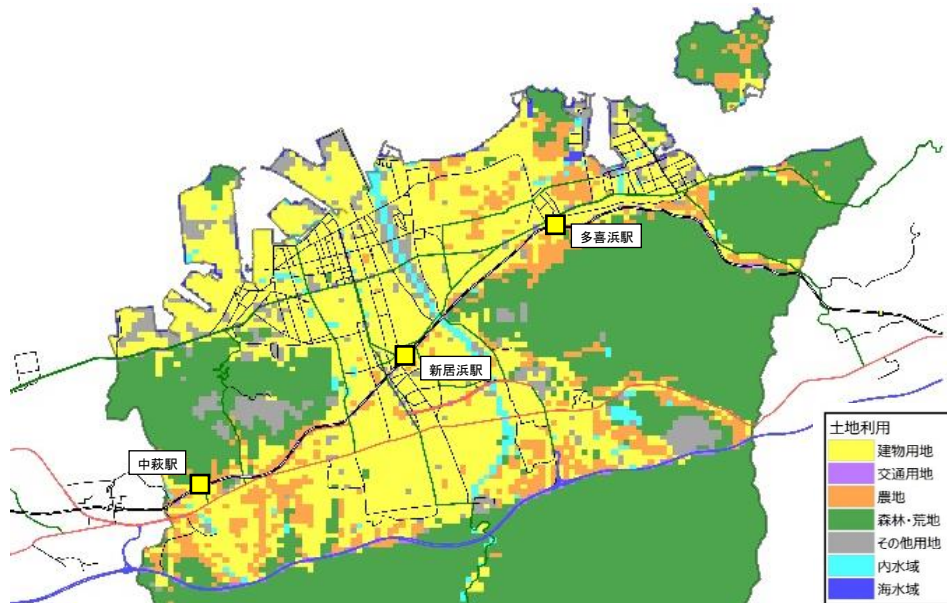 多喜浜駅
新居浜駅
中萩駅
土地利用
建物用地
交通用地
農地
森林・荒地
その他用地
内水域
海水域